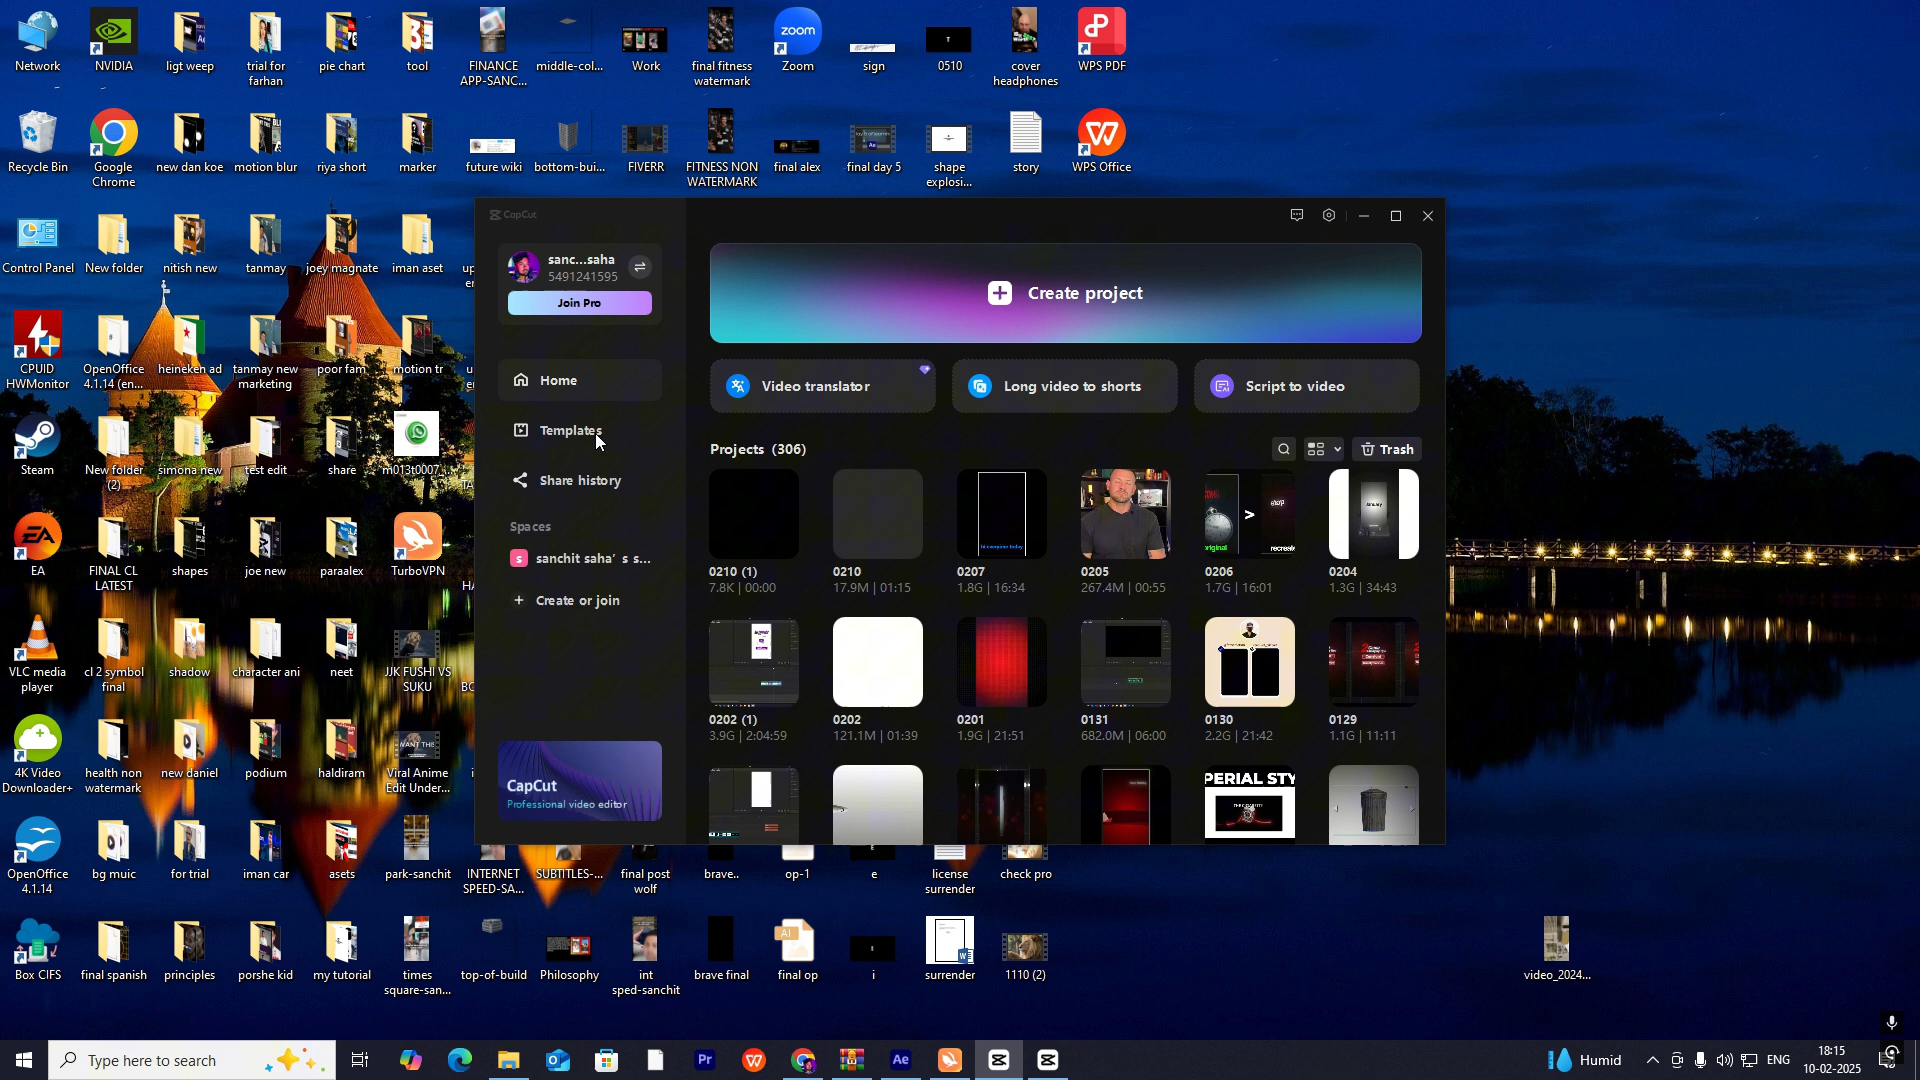 Network
NVIDIA
ligt weep
trial for
farhan
pie chart
tool
FINANCE
APP-SANC...
middle-col...
Work
final fitness
watermark
Zoom
sign
0510
cover
headphones
WPS PDF
Recycle Bin
Google
Chrome
new dan koe
motion blur
riya short
marker
future wiki
bottom-bui...
FIVERR
FITNESS NON
WATERMARK
final alex
final day 5
shape
explosi...
story
WPS Office
Control Panel
New folder
nitish new
tanmay
joey magnate
iman aset
CPUID
HWMonitor
OpenOffice
4.1.14 (en...
heineken ad
tanmay new
marketing
poor fam
motion tr
Steam
New folder
(2)
simona new
test edit
share
m013t0007_...
EA
FINAL CL
LATEST
shapes
joe new
paraalex
TurboVPN
VLC media
player
cl 2 symbol
final
shadow
character ani
neet
JJK FUSHI VS
SUKU
4K Video
Downloader+
health non
watermark
new daniel
podium
haldiram
Viral Anime
Edit Under...
OpenOffice
4.1.14
bg muic
for trial
iman car
asets
park-sanchit
INTERNET
SPEED-SA...
SUBTITLES-...
final post
wolf
brave..
op-1
e
license
surrender
check pro
Box CIFS
final spanish
principles
porshe kid
my tutorial
times
square-san...
top-of-build
Philosophy
int
sped-sanchit
brave final
final op
i
surrender
1110 (2)
video_2024...
CapCut
sanc...saha
5491241595
Join Pro
Home
Templates
Share history
Spaces
S
sanchit saha's s...
+ Create or join
CapCut
Professional video editor
Create project
Video translator
Long video to shorts
Script to video
Projects (306)
Trash
0210 (1)
7.8K | 00:00
0210
17.9M | 01:15
0207
1.8G | 16:34
0205
267.4M | 00:55
0206
1.7G | 16:01
0204
1.3G | 34:43
0202 (1)
3.9G | 2:04:59
0202
121.1M | 01:39
0201
1.9G | 21:51
0131
682.0M | 06:00
0130
2.2G | 21:42
0129
1.1G | 11:11
PERIAL STY
Type here to search
Pr
Ae
Humid
ENG
18:15
10-02-2025